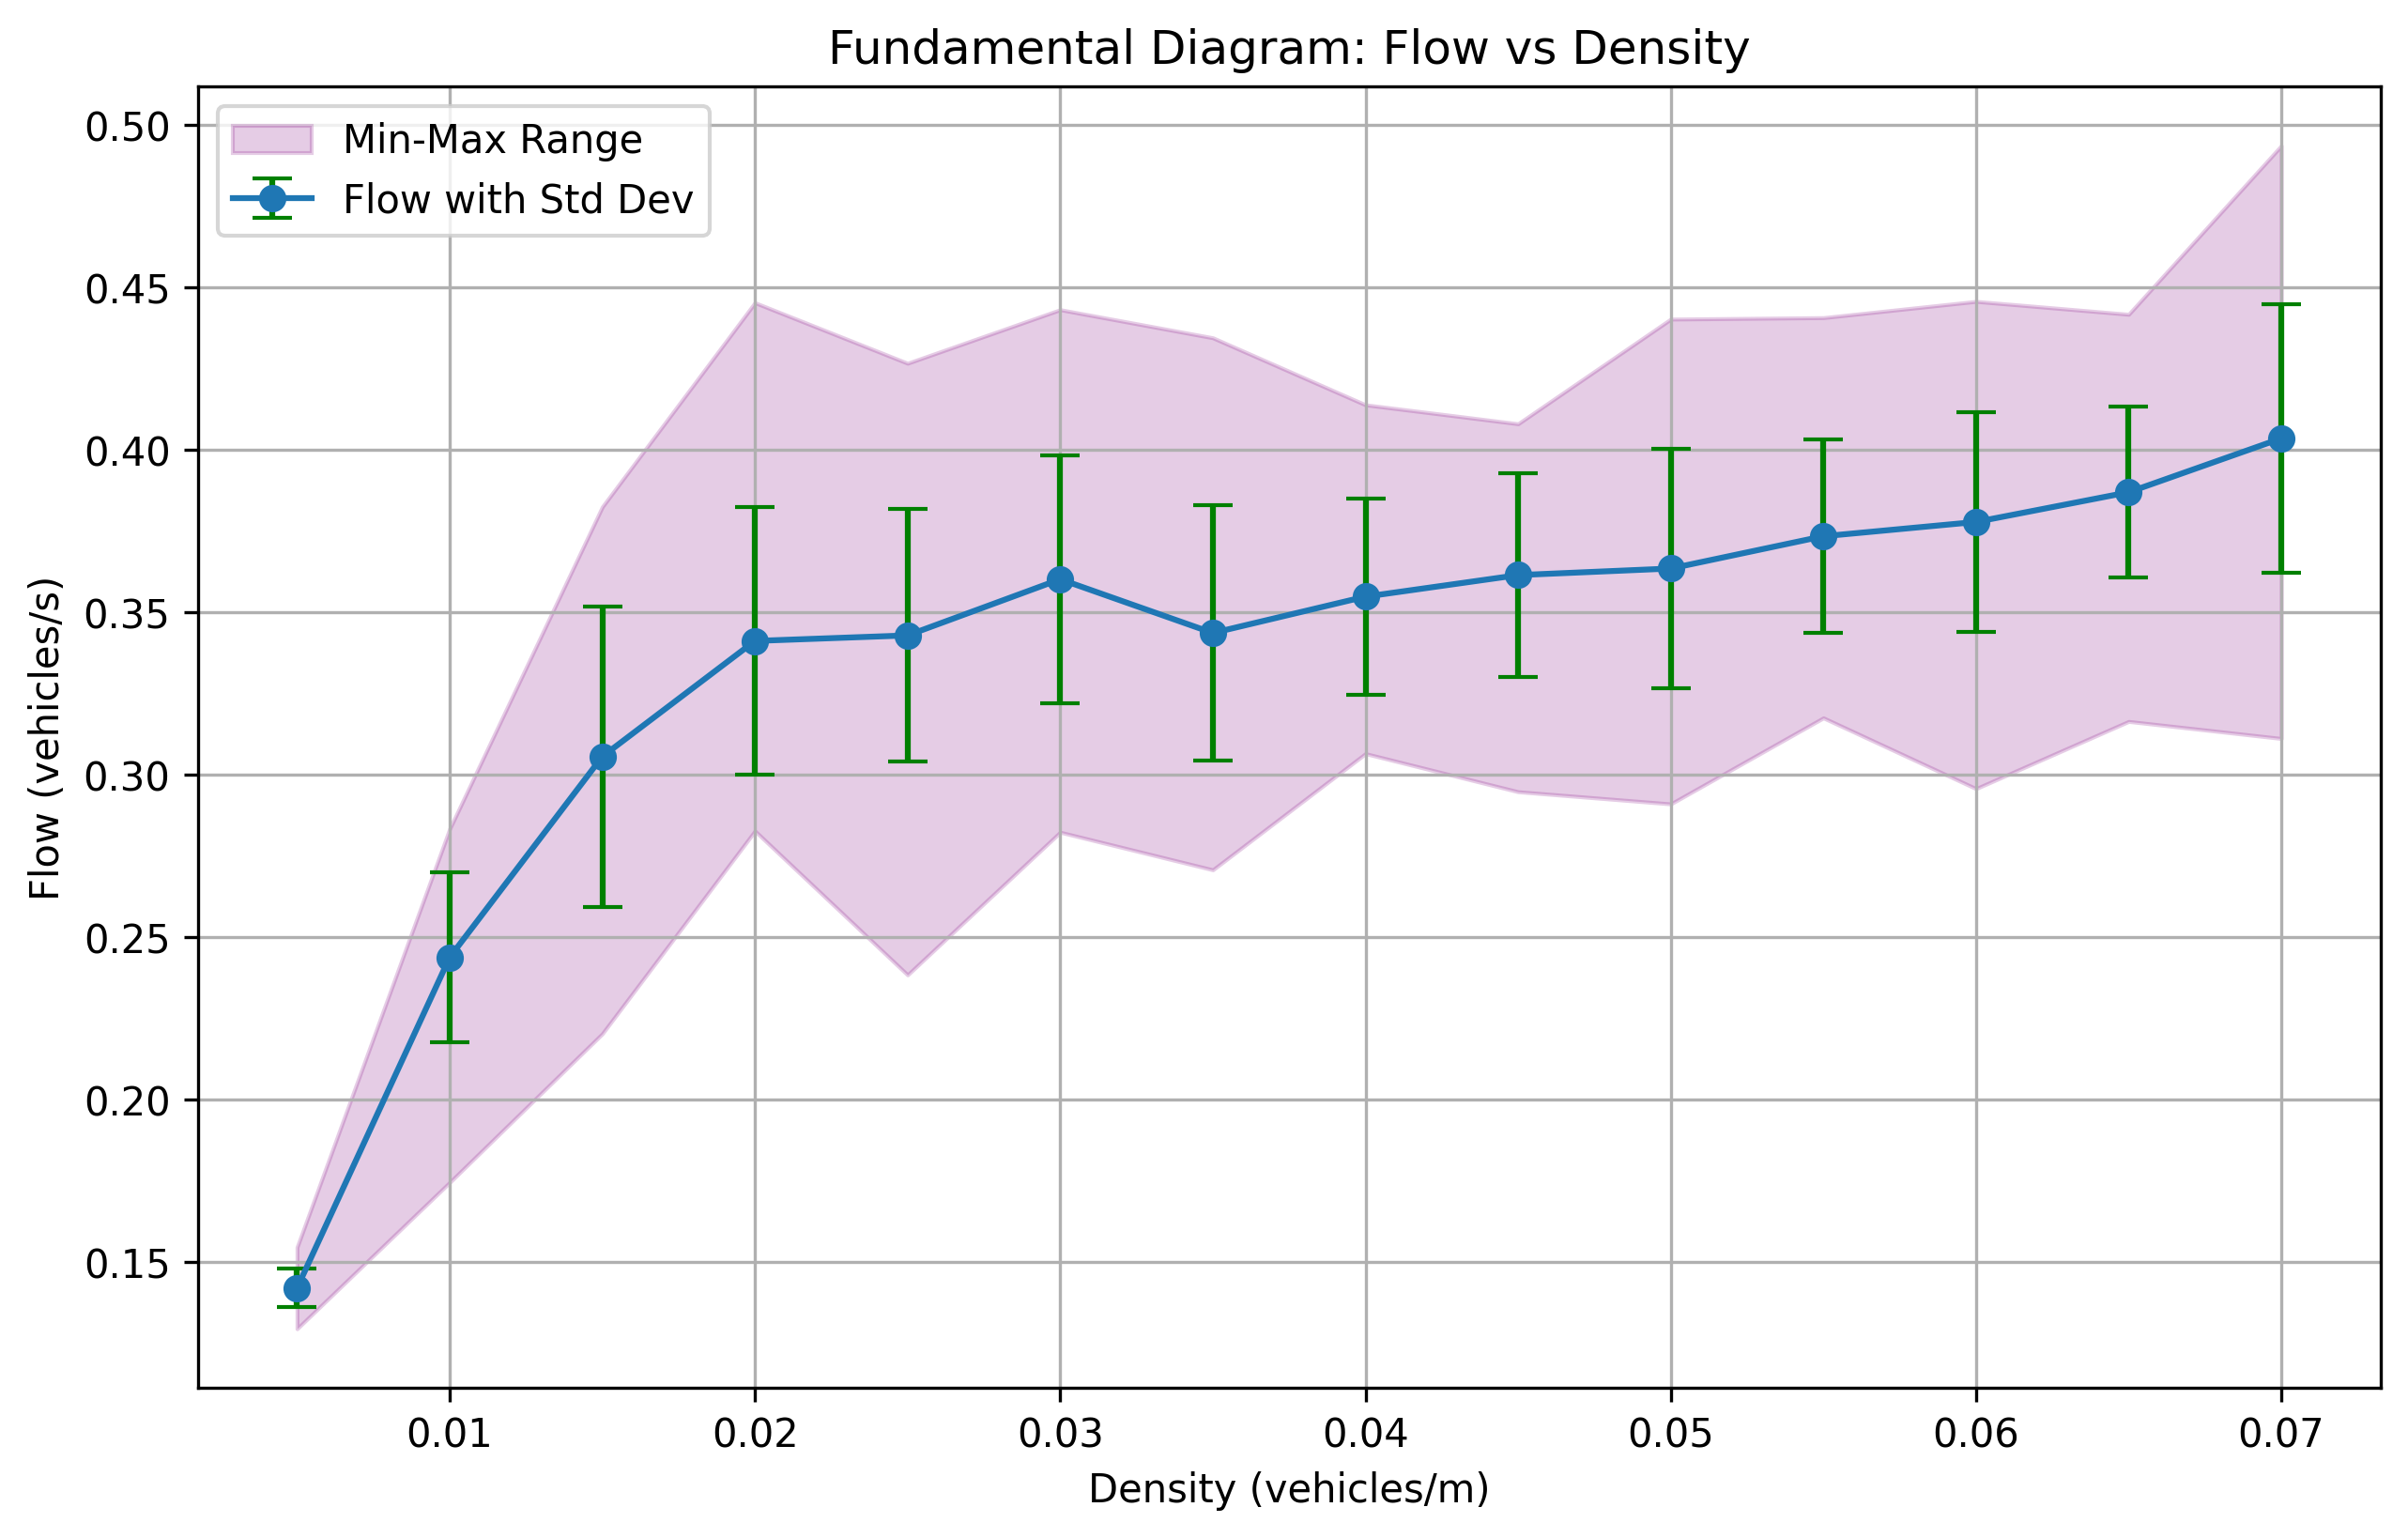 Fundamental Diagram: Flow vs Density
Min-Max Range
Flow with Std Dev
Flow (vehicles/s)
0.50
0.45
0.40
0.35
0.30
0.25
0.20
0.15
0.01 0.02 0.03 0.04 0.05 0.06 0.07
Density (vehicles/m)